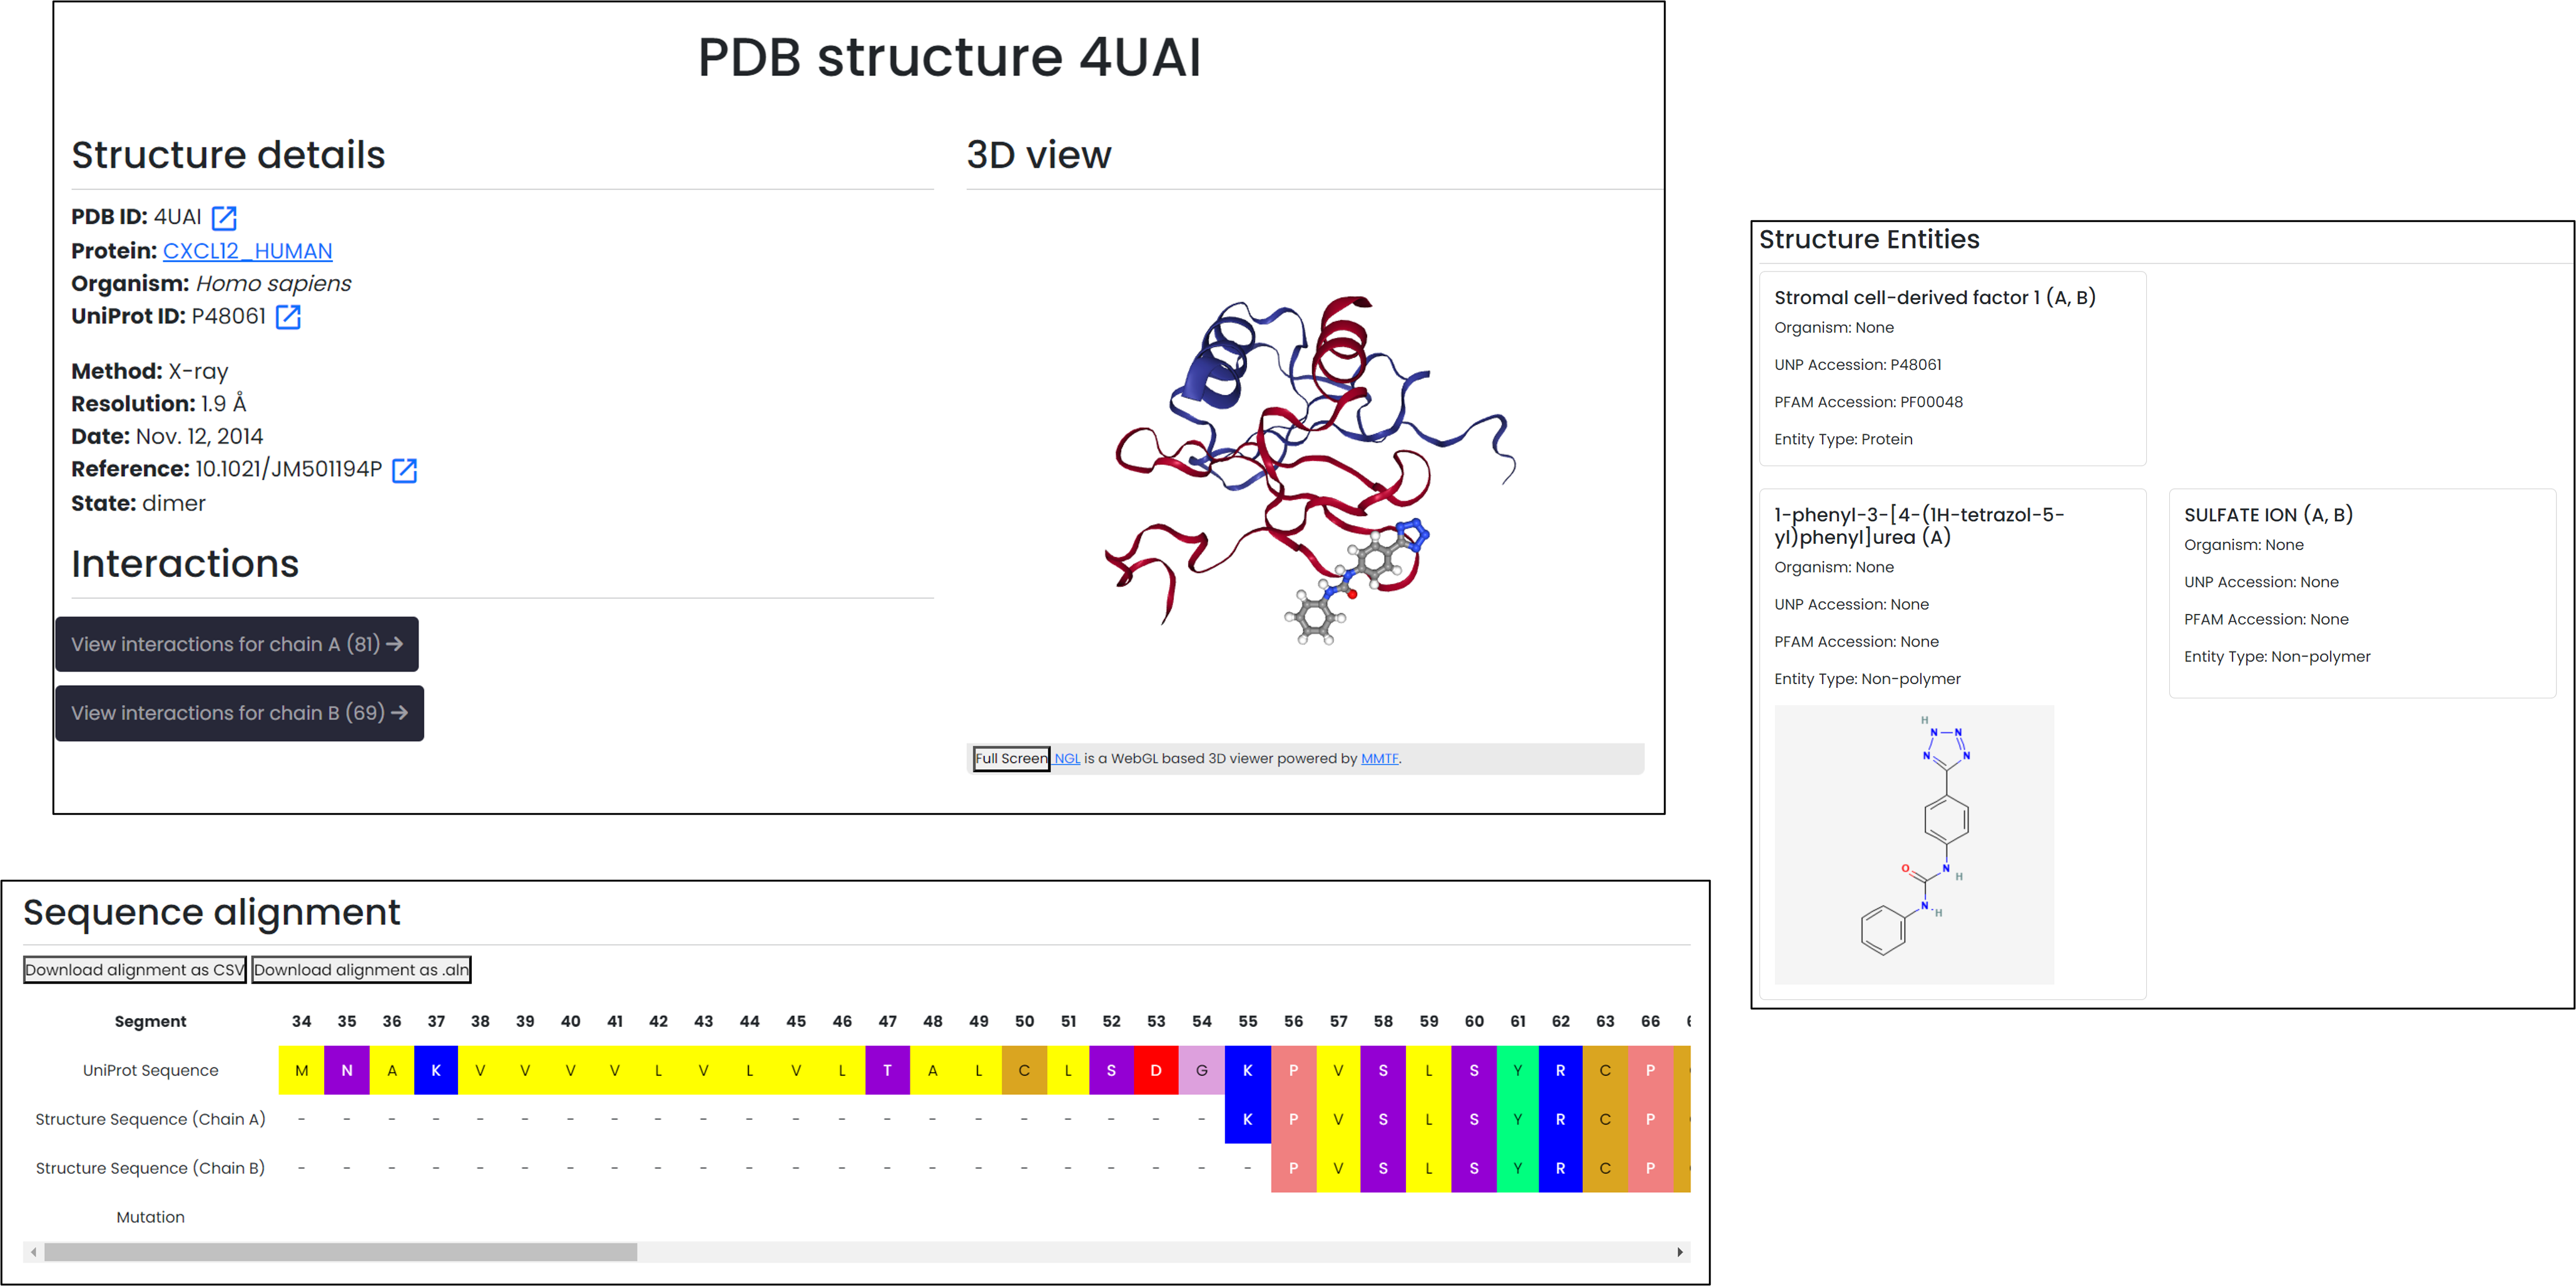 PDB structure 4UAI
Structure details
PDB ID: 4UAI
Protein: CXCL12_HUMAN
Organism: Homo sapiens
UniProt ID: P48061
Method: X-ray
Resolution: 1.9 Å
Date: Nov. 12, 2014
Reference: 10.1021/JM501194P
State: dimer
Interactions
View interactions for chain A (81) →
View interactions for chain B (69) →
3D view
Full Screen NGL is a WebGL based 3D viewer powered by MMTF.
Structure Entities
Stromal cell-derived factor 1 (A, B)
Organism: None
UNP Accession: P48061
PFAM Accession: PF00048
Entity Type: Protein
1-phenyl-3-[4-(1H-tetrazol-5-
yl)phenyl]urea (A)
Organism: None
UNP Accession: None
PFAM Accession: None
Entity Type: Non-polymer
H
N N
N N
O N
H
N H
SULFATE ION (A, B)
Organism: None
UNP Accession: None
PFAM Accession: None
Entity Type: Non-polymer
Sequence alignment
Download alignment as CSV Download alignment as .aln
Segment 34 35 36 37 38 39 40 41 42 43 44 45 46 47 48 49 50 51 52 53 54 55 56 57 58 59 60 61 62 63 66
UniProt Sequence M N A K V V V V L V L V L T A L C L S D G K P V S L S Y R C P
Structure Sequence (Chain A) - - - - - - - - - - - - - - - - - - - - - K P V S L S Y R C P
Structure Sequence (Chain B) - - - - - - - - - - - - - - - - - - - - - - P V S L S Y R C P
Mutation